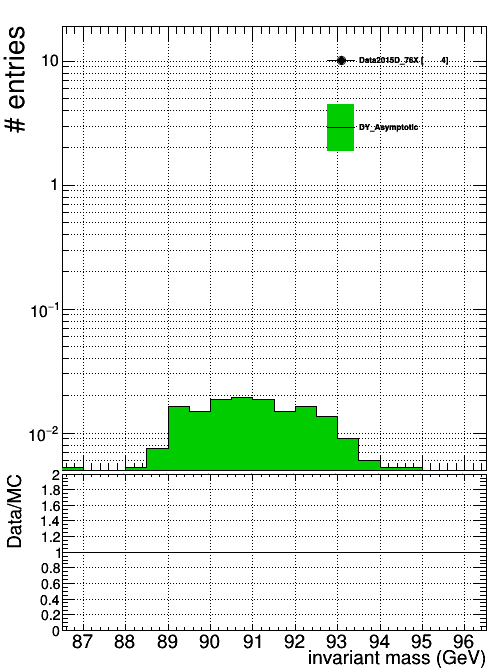 # entries
10
1
10−1
10−2
Data2015D_76X [ 4]
DY_Asymptotic
Data/MC
2
1.8
1.6
1.4
1.2
1
0.8
0.6
0.4
0.2
0
87 88 89 90 91 92 93 94 95 96
invariant mass (GeV)